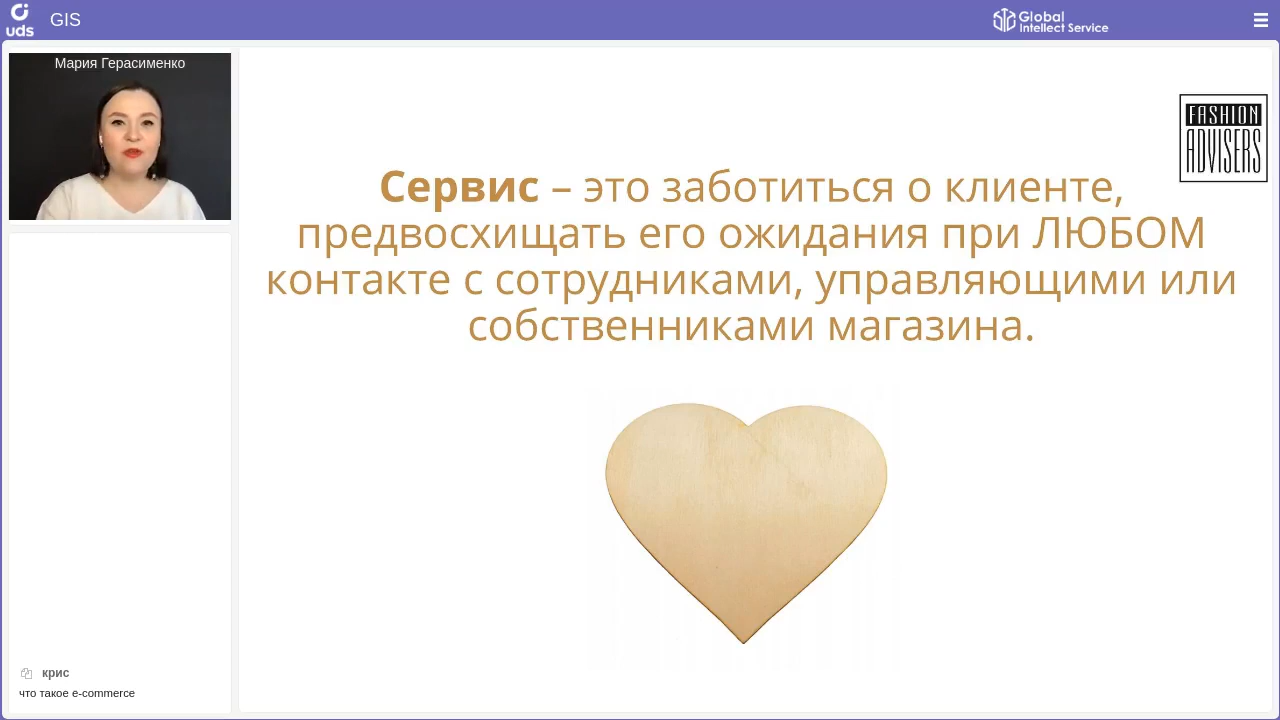 uds
GIS
Global
Intellect Service
Мария Герасименко
FASHION
ADVISERS
Сервис – это заботиться о клиенте,
предвосхищать его ожидания при ЛЮБОМ
контакте с сотрудниками, управляющими или
собственниками магазина.
крис
что такое e-commerce